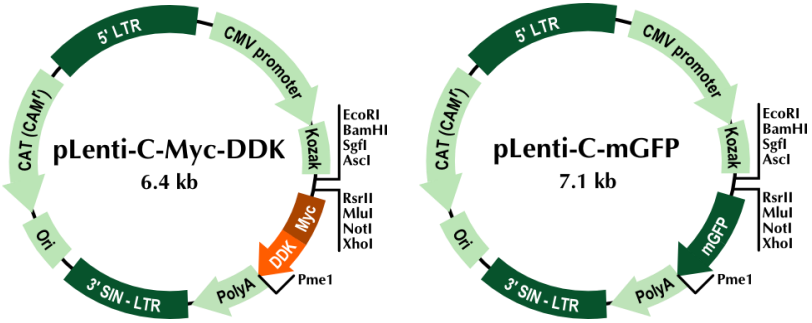 5' LTR
CMV promoter
CAT (CAMʳ)
Kozak
EcoRI
BamHI
SgfI
AscI
pLenti-C-Myc-DDK
6.4 kb
RsrII
MluI
NotI
XhoI
Myc
DDK
Ori
Pme1
PolyA
3' SIN - LTR
5' LTR
CMV promoter
CAT (CAMʳ)
Kozak
EcoRI
BamHI
SgfI
AscI
pLenti-C-mGFP
7.1 kb
RsrII
MluI
NotI
XhoI
mGFP
Ori
Pme1
PolyA
3' SIN - LTR